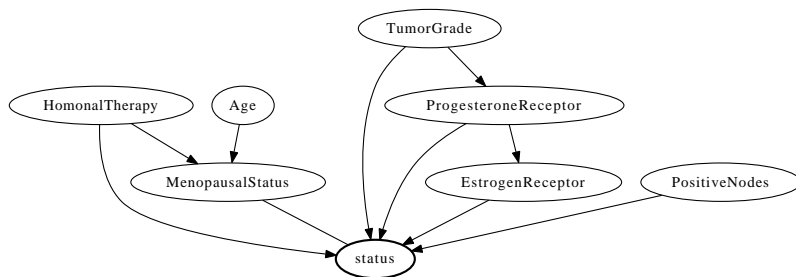 TumorGrade
HomonalTherapy
Age
ProgesteroneReceptor
MenopausalStatus
EstrogenReceptor
PositiveNodes
status